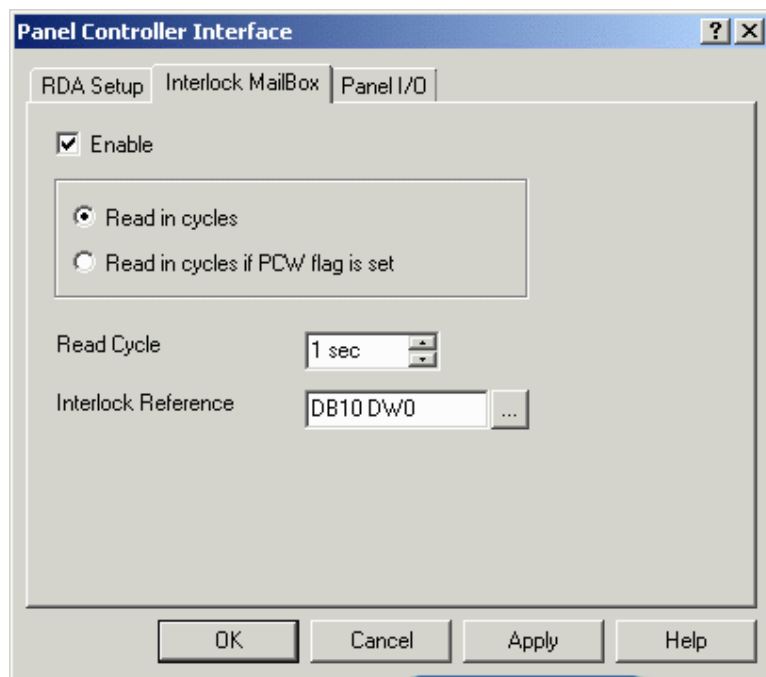 Panel Controller Interface
RDA Setup Interlock MailBox Panel I/O
Enable
Read in cycles
Read in cycles if PCW flag is set
Read Cycle 1 sec
Interlock Reference DB10 DW0 ...
OK Cancel Apply Help